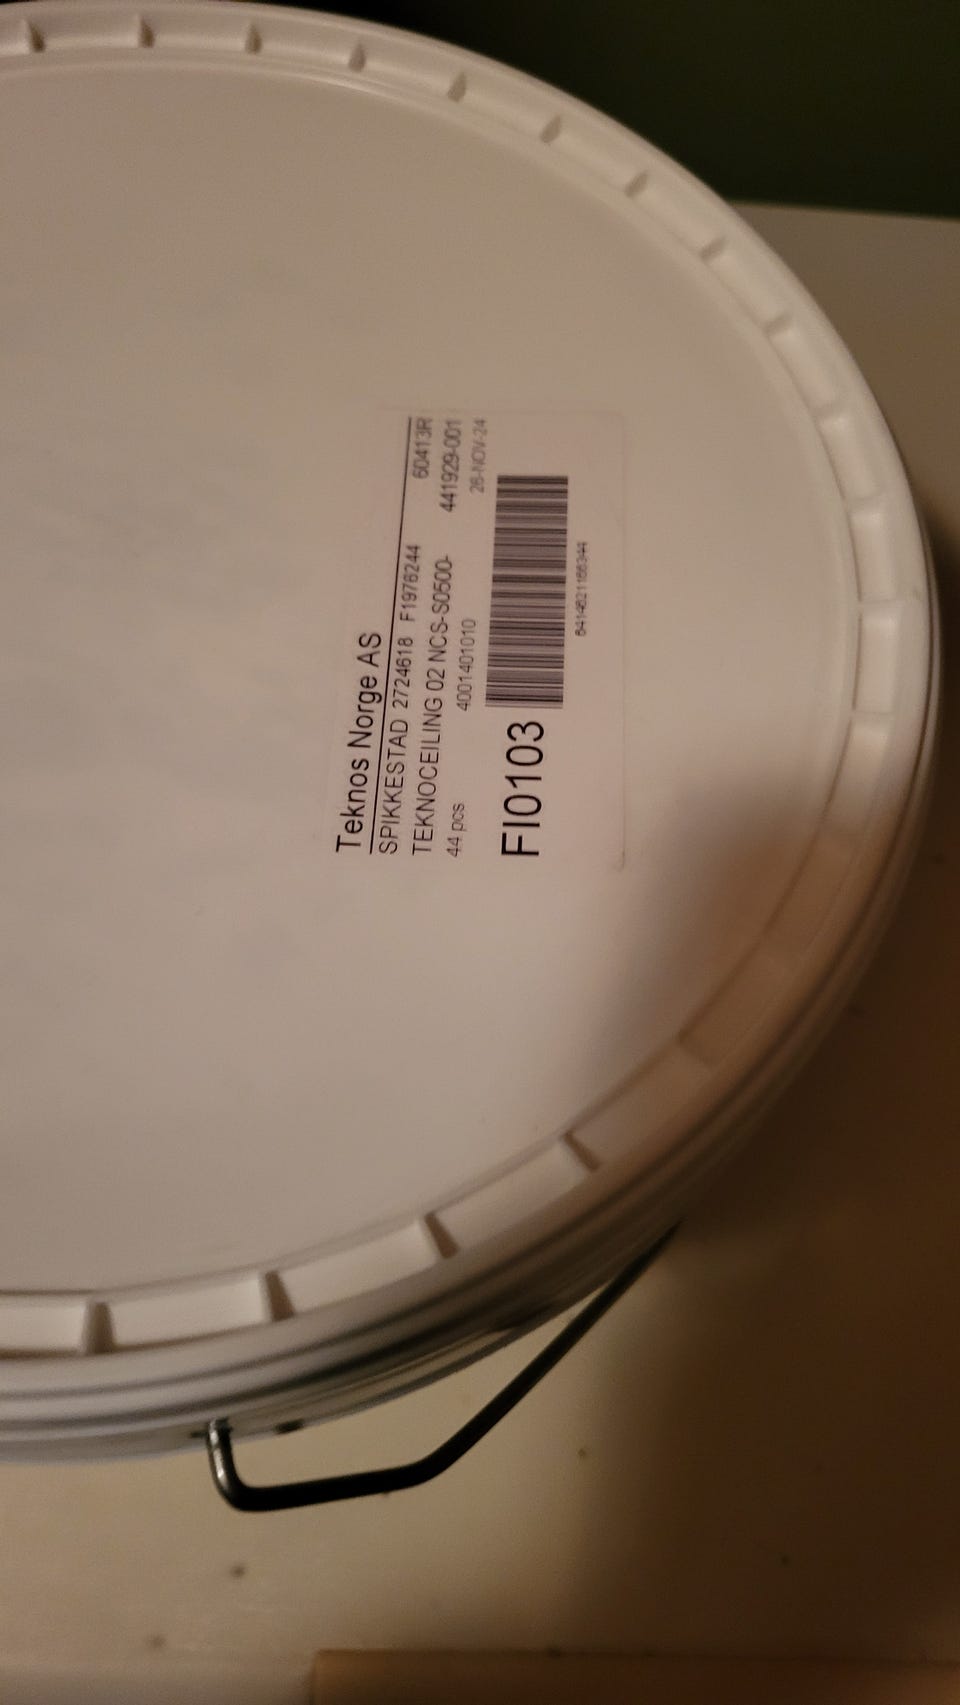 Teknos Norge AS
SPIKKESTAD 2724618 F1976244 60413R
TEKNOCEILING 02 NCS-S0500- 441929-001
44 pcs 4001401010 26-NOV-24
FI0103